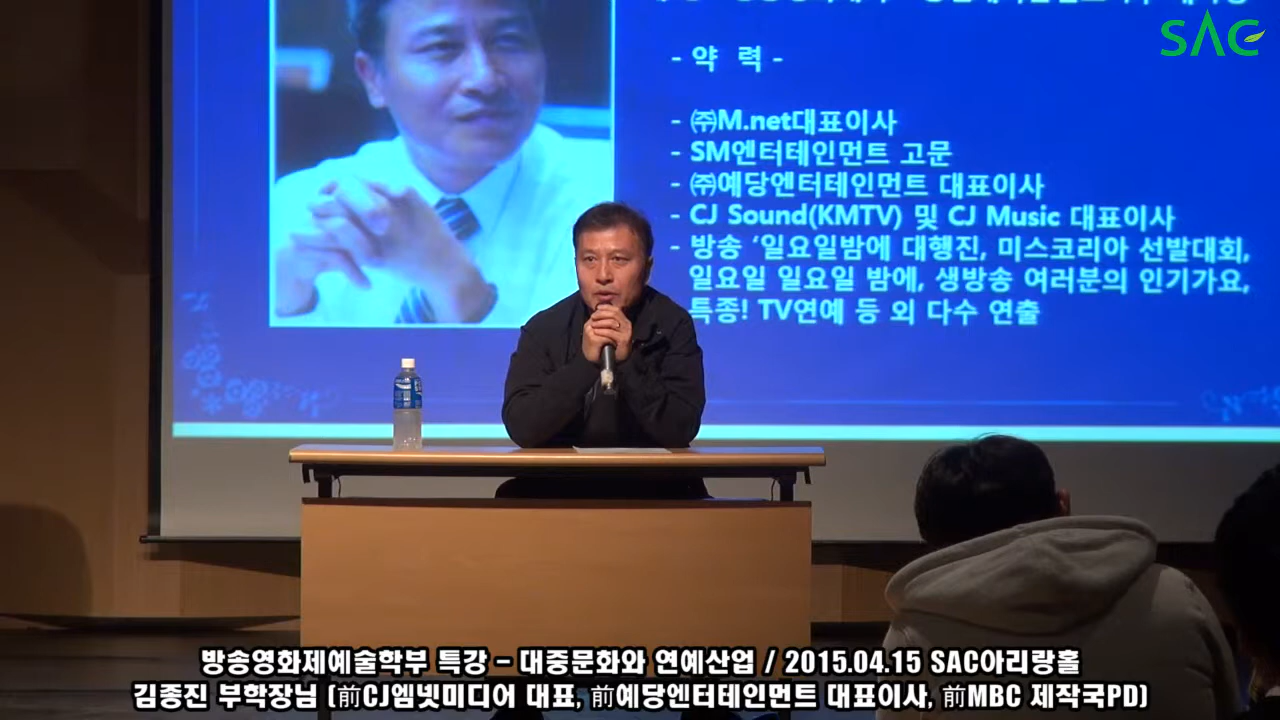 SAC
- 약 력 -
- ㈜M.net대표이사
- SM엔터테인먼트 고문
- ㈜예당엔터테인먼트 대표이사
- CJ Sound(KMTV) 및 CJ Music 대표이사
- 방송 ‘일요일밤에 대행진, 미스코리아 선발대회,
일요일 일요일 밤에, 생방송 여러분의 인기가요,
특종! TV연예 등 외 다수 연출
방송영화제예술학부 특강 – 대중문화와 연예산업 / 2015.04.15 SAC아리랑홀
김종진 부학장님 (前CJ엠넷미디어 대표, 前예당엔터테인먼트 대표이사, 前MBC 제작국PD)